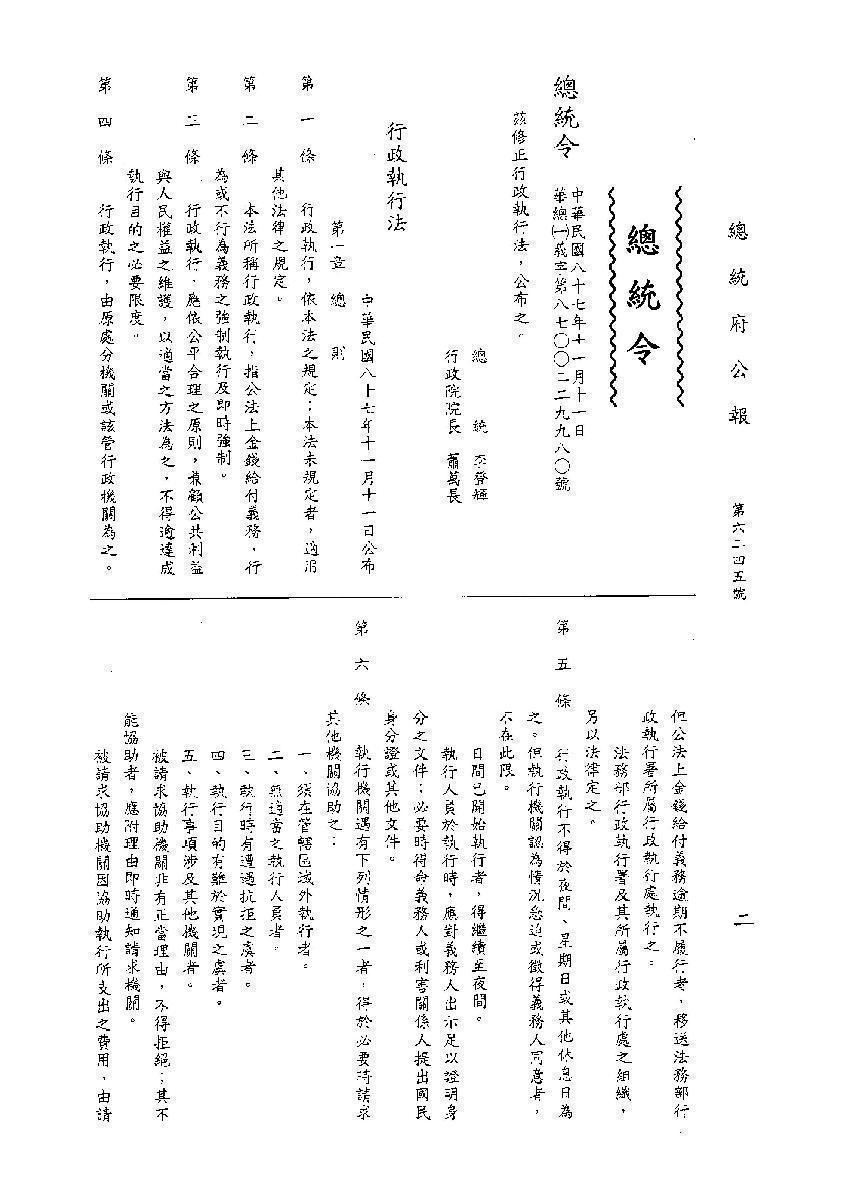 總統府公報
第六二四五號
二
總統令
總統令
中華民國八十七年十一月十一日
華總㈠義字第八七〇〇二二九九八〇號
茲修正行政執行法，公布之。
總　　統　李登輝
行政院院長　蕭萬長
行政執行法
中華民國八十七年十一月十一日公布
第一章　總　則
第一條　行政執行，依本法之規定；本法未規定者，適用
其他法律之規定。
第二條　本法所稱行政執行，指公法上金錢給付義務、行
為或不行為義務之強制執行及即時強制。
第三條　行政執行，應依公平合理之原則，兼顧公共利益
與人民權益之維護，以適當之方法為之，不得逾達成
執行目的之必要限度。
第四條　行政執行，由原處分機關或該管行政機關為之。
但公法上金錢給付義務逾期不履行者，移送法務部行
政執行署所屬行政執行處執行之。
法務部行政執行署及其所屬行政執行處之組織，
另以法律定之。
第五條　行政執行不得於夜間、星期日或其他休息日為
之。但執行機關認為情況急迫或徵得義務人同意者，
不在此限。
日間已開始執行者，得繼續至夜間。
執行人員於執行時，應對義務人出示足以證明身
分之文件；必要時得命義務人或利害關係人提出國民
身分證或其他文件。
第六條　執行機關遇有下列情形之一者，得於必要時請求
其他機關協助之：
一、須在管轄區域外執行者。
二、無適當之執行人員者。
三、執行時有遭遇抗拒之虞者。
四、執行目的有難於實現之虞者。
五、執行事項涉及其他機關者。
被請求協助機關非有正當理由，不得拒絕；其不
能協助者，應附理由即時通知請求機關。
被請求協助機關因協助執行所支出之費用，由請